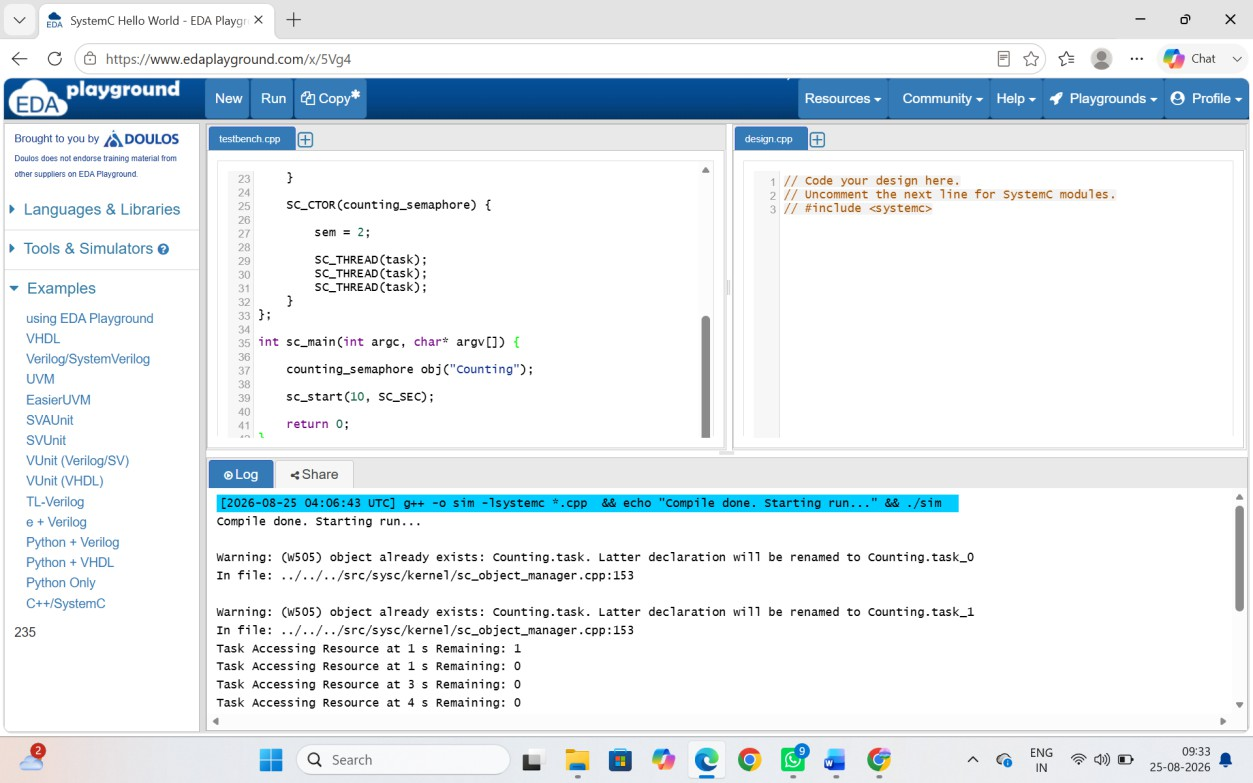 SystemC Hello World - EDA Playgr
https://www.edaplayground.com/x/5Vg4
Chat
EDA playground
New
Run
Copy*
Resources
Community
Help
Playgrounds
Profile
Brought to you by DOULOS
Doulos does not endorse training material from
other suppliers on EDA Playground.
Languages & Libraries
Tools & Simulators
Examples
using EDA Playground
VHDL
Verilog/SystemVerilog
UVM
EasierUVM
SVAUnit
SVUnit
VUnit (Verilog/SV)
VUnit (VHDL)
TL-Verilog
e + Verilog
Python + Verilog
Python + VHDL
Python Only
C++/SystemC
235
testbench.cpp
23 }
24
25 SC_CTOR(counting_semaphore) {
26
27 sem = 2;
28
29 SC_THREAD(task);
30 SC_THREAD(task);
31 SC_THREAD(task);
32 }
33 };
34
35 int sc_main(int argc, char* argv[]) {
36
37 counting_semaphore obj("Counting");
38
39 sc_start(10, SC_SEC);
40
41 return 0;
42 }
design.cpp
1 // Code your design here.
2 // Uncomment the next line for SystemC modules.
3 // #include <systemc>
Log
Share
[2026-08-25 04:06:43 UTC] g++ -o sim -lsystemc *.cpp && echo "Compile done. Starting run..." && ./sim
Compile done. Starting run...
Warning: (W505) object already exists: Counting.task. Latter declaration will be renamed to Counting.task_0
In file: ../../../src/sysc/kernel/sc_object_manager.cpp:153
Warning: (W505) object already exists: Counting.task. Latter declaration will be renamed to Counting.task_1
In file: ../../../src/sysc/kernel/sc_object_manager.cpp:153
Task Accessing Resource at 1 s Remaining: 1
Task Accessing Resource at 1 s Remaining: 0
Task Accessing Resource at 3 s Remaining: 0
Task Accessing Resource at 4 s Remaining: 0
2
Search
9
ENG
IN
09:33
25-08-2026